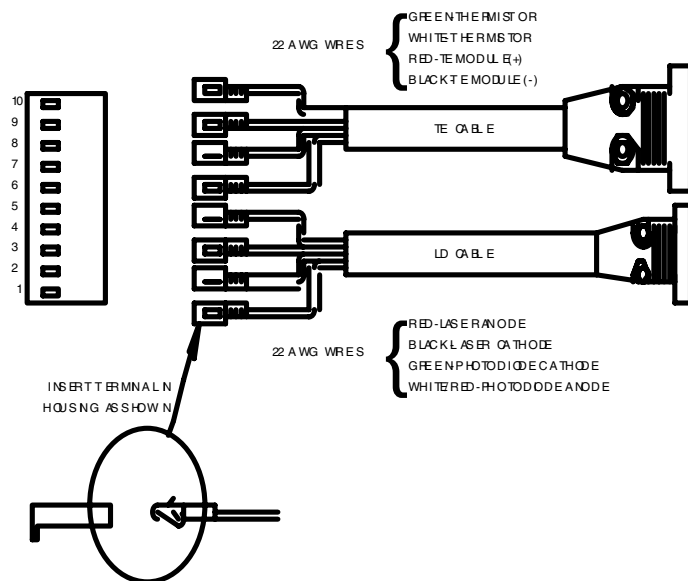 GREEN-THERMISTOR
WHITE-THERMISTOR
22 AWG WIRES
RED-TE MODULE(+)
BLACK-TE MODULE(-)
10
9
8
7
6
5
4
3
2
1
TE CABLE
LD CABLE
RED-LASER ANODE
BLACK-LASER CATHODE
22 AWG WIRES
GREEN-PHOTODIODE CATHODE
WHITE/RED-PHOTODIODE ANODE
INSERT TERMINAL IN
HOUSING AS SHOWN